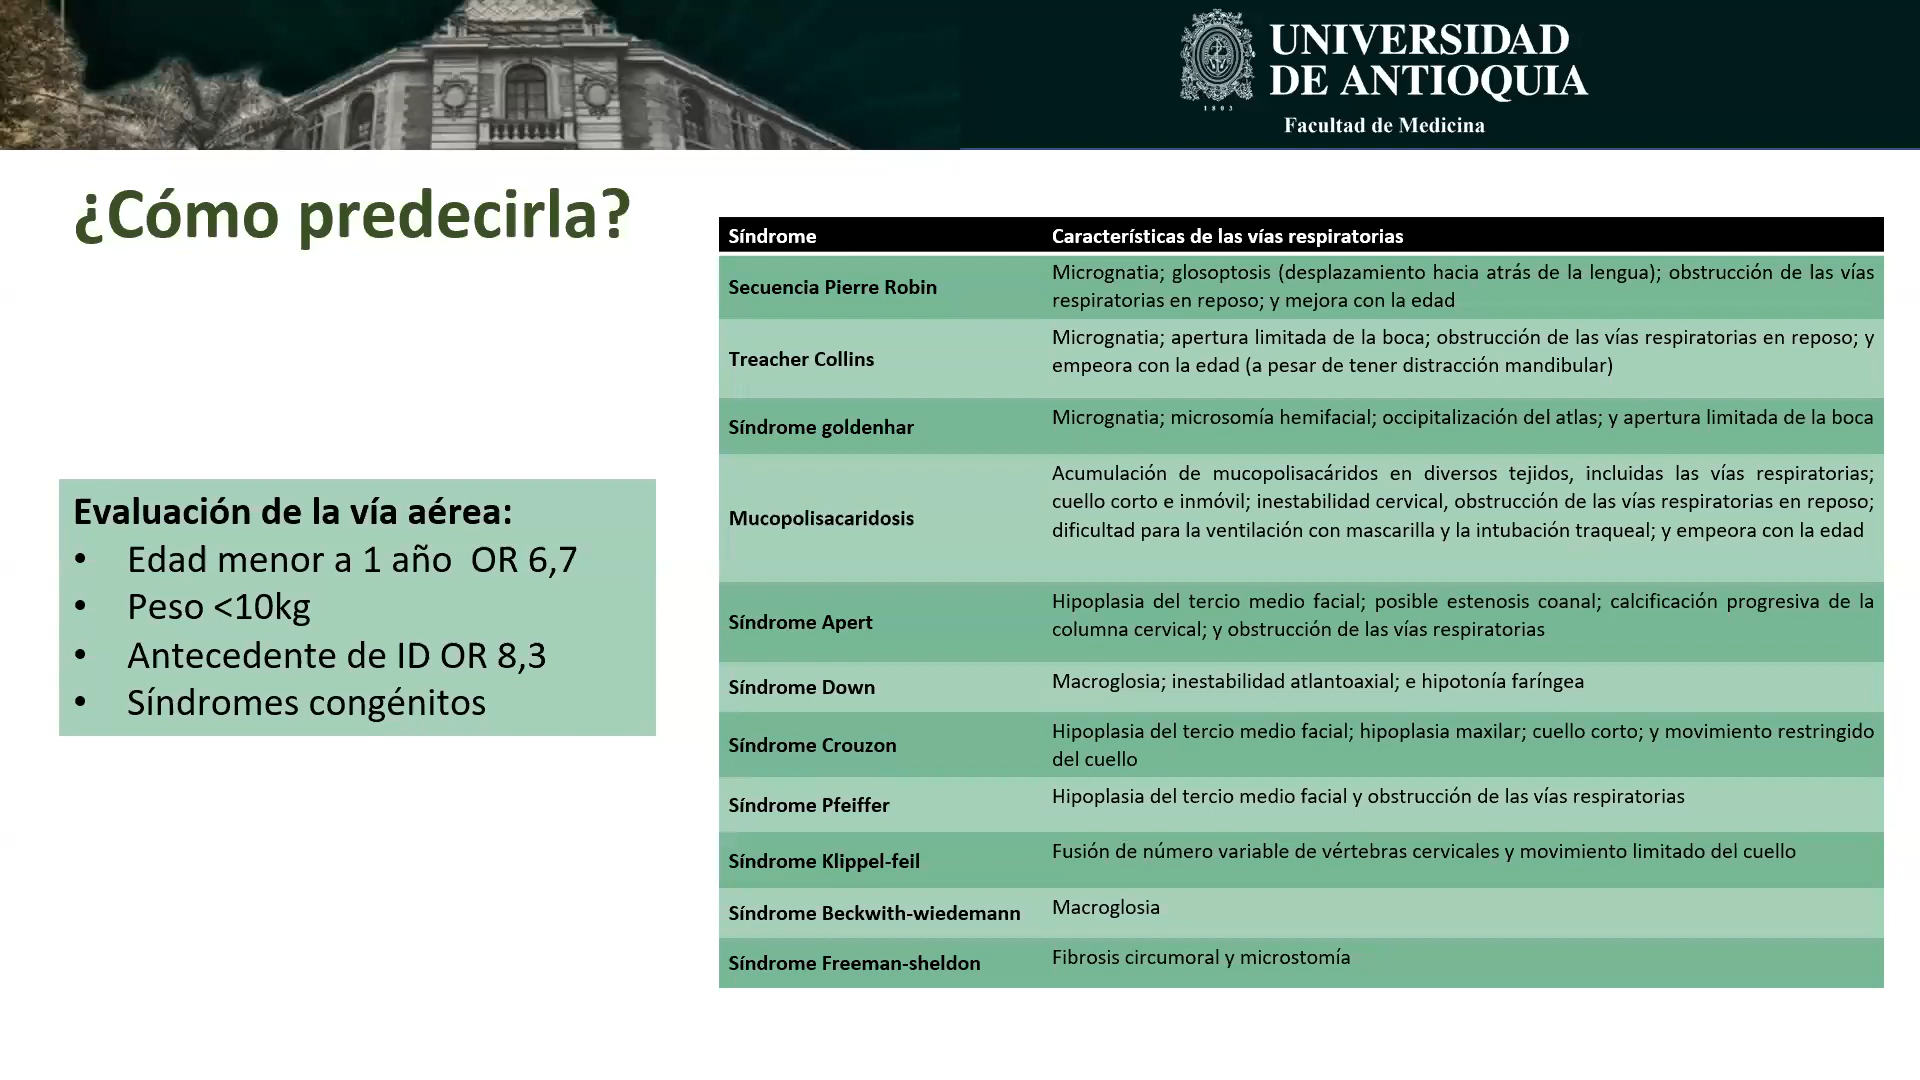 UNIVERSIDAD
DE ANTIOQUIA
1803
Facultad de Medicina
¿Cómo predecirla?
Evaluación de la vía aérea:
• Edad menor a 1 año OR 6,7
• Peso <10kg
• Antecedente de ID OR 8,3
• Síndromes congénitos
Síndrome
Características de las vías respiratorias
Secuencia Pierre Robin
Micrognatia; glosoptosis (desplazamiento hacia atrás de la lengua); obstrucción de las vías
respiratorias en reposo; y mejora con la edad
Treacher Collins
Micrognatia; apertura limitada de la boca; obstrucción de las vías respiratorias en reposo; y
empeora con la edad (a pesar de tener distracción mandibular)
Síndrome goldenhar
Micrognatia; microsomía hemifacial; occipitalización del atlas; y apertura limitada de la boca
Mucopolisacaridosis
Acumulación de mucopolisacáridos en diversos tejidos, incluidas las vías respiratorias;
cuello corto e inmóvil; inestabilidad cervical, obstrucción de las vías respiratorias en reposo;
dificultad para la ventilación con mascarilla y la intubación traqueal; y empeora con la edad
Síndrome Apert
Hipoplasia del tercio medio facial; posible estenosis coanal; calcificación progresiva de la
columna cervical; y obstrucción de las vías respiratorias
Síndrome Down
Macroglosia; inestabilidad atlantoaxial; e hipotonía faríngea
Síndrome Crouzon
Hipoplasia del tercio medio facial; hipoplasia maxilar; cuello corto; y movimiento restringido
del cuello
Síndrome Pfeiffer
Hipoplasia del tercio medio facial y obstrucción de las vías respiratorias
Síndrome Klippel-feil
Fusión de número variable de vértebras cervicales y movimiento limitado del cuello
Síndrome Beckwith-wiedemann
Macroglosia
Síndrome Freeman-sheldon
Fibrosis circumoral y microstomía